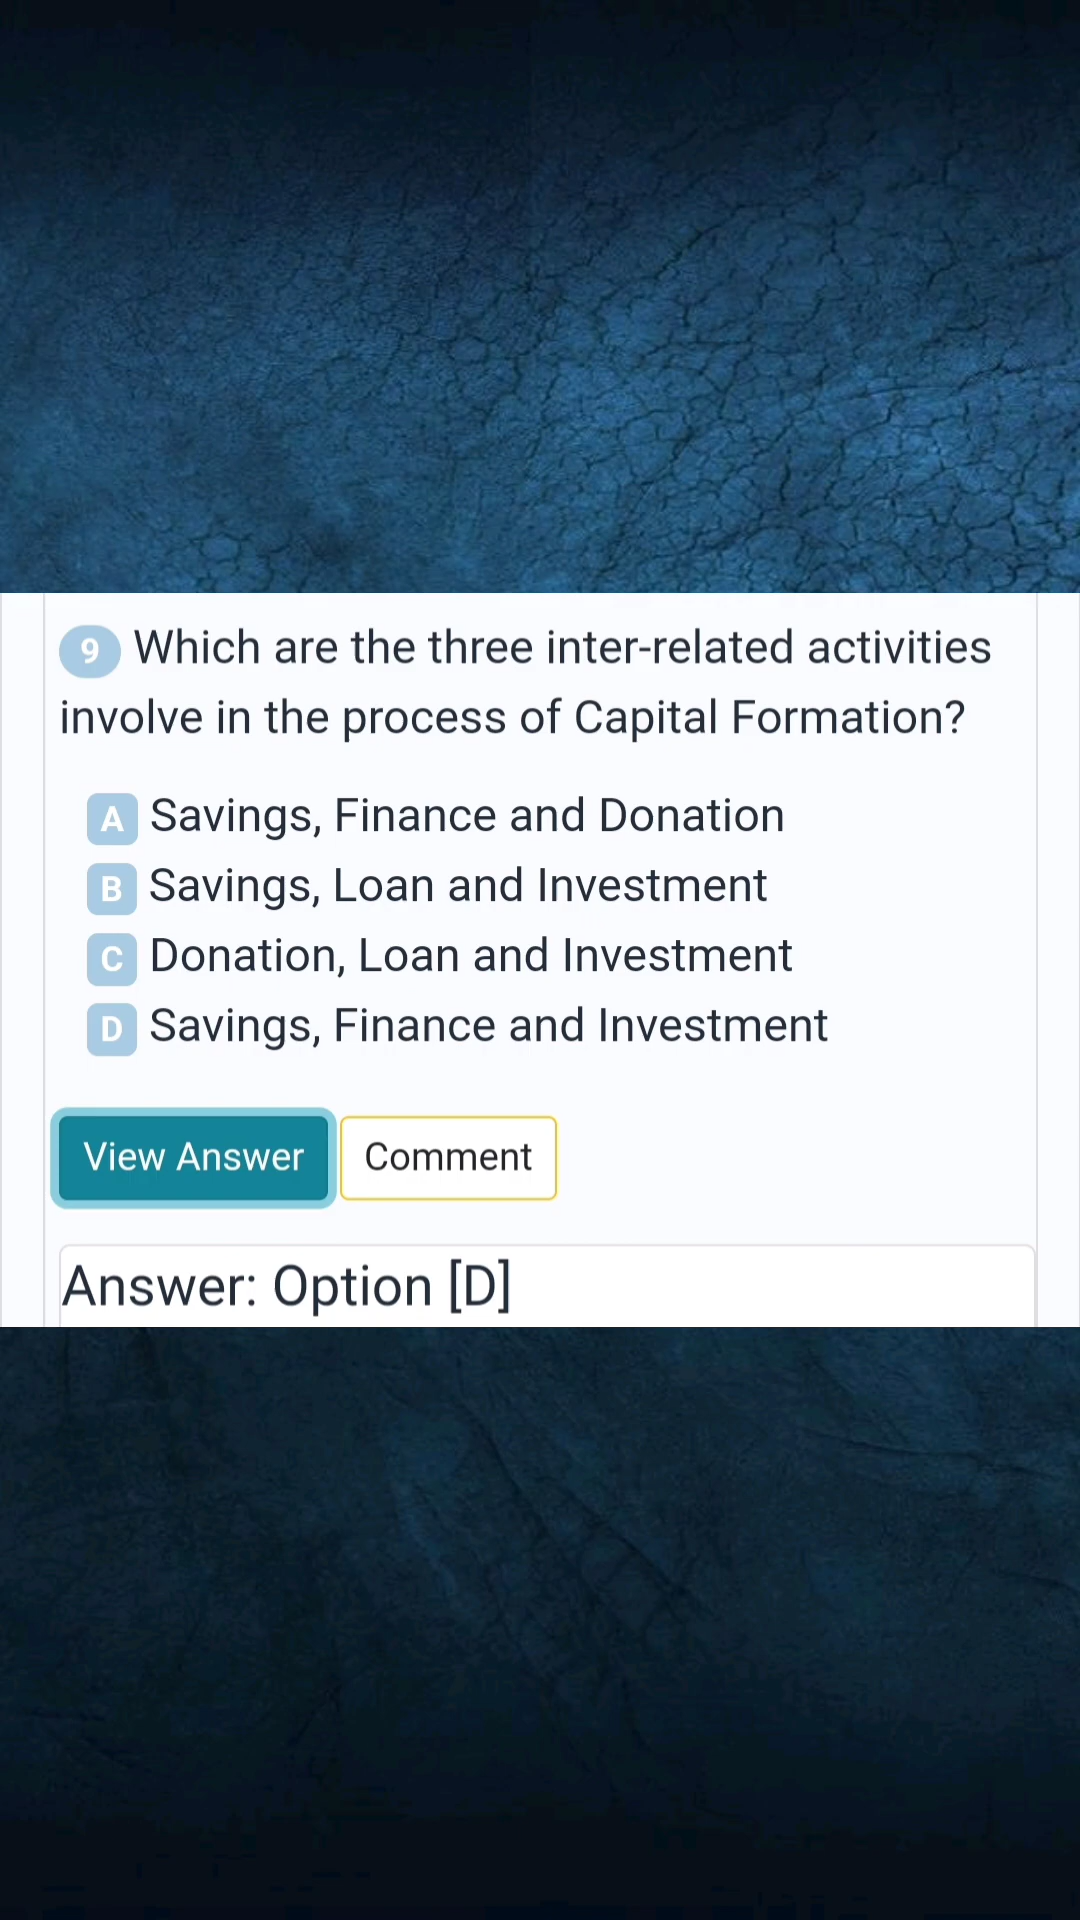 9 Which are the three inter-related activities
involve in the process of Capital Formation?
A Savings, Finance and Donation
B Savings, Loan and Investment
C Donation, Loan and Investment
D Savings, Finance and Investment
View Answer Comment
Answer: Option [D]